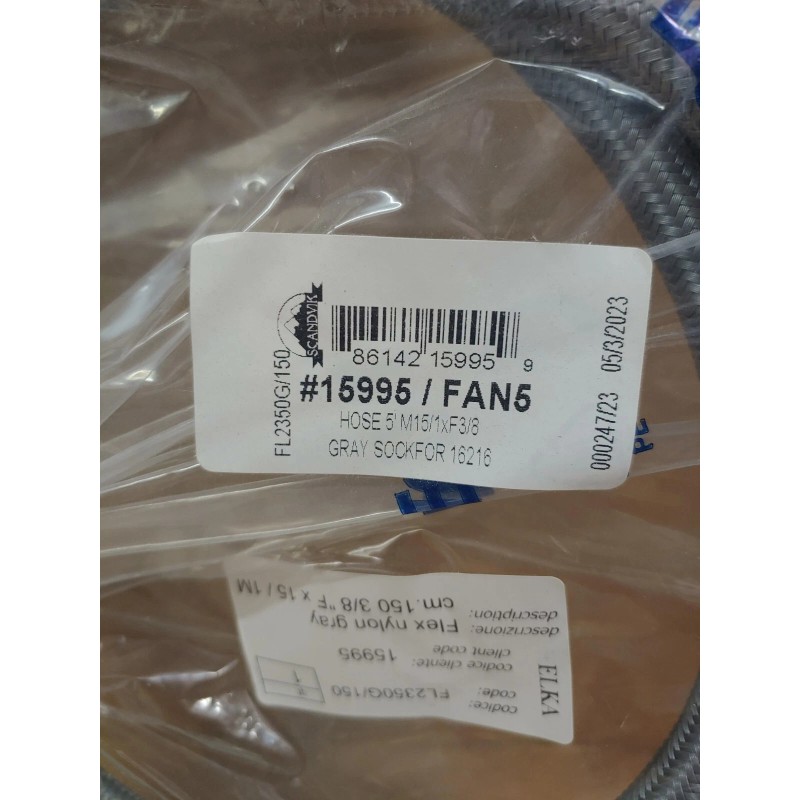 SCANDVIK
86142 15995 9
#15995 / FAN5
HOSE 5' M15/1xF3/8
GRAY SOCKFOR 16216
FL2350G/150
000247/23 05/3/2023
ELKA
codice: FL2350G/150
code:
codice cliente: 15995
client code
descrizione: Flex nylon gray
description: cm.150 3/8 "F x 15 / 1M
1